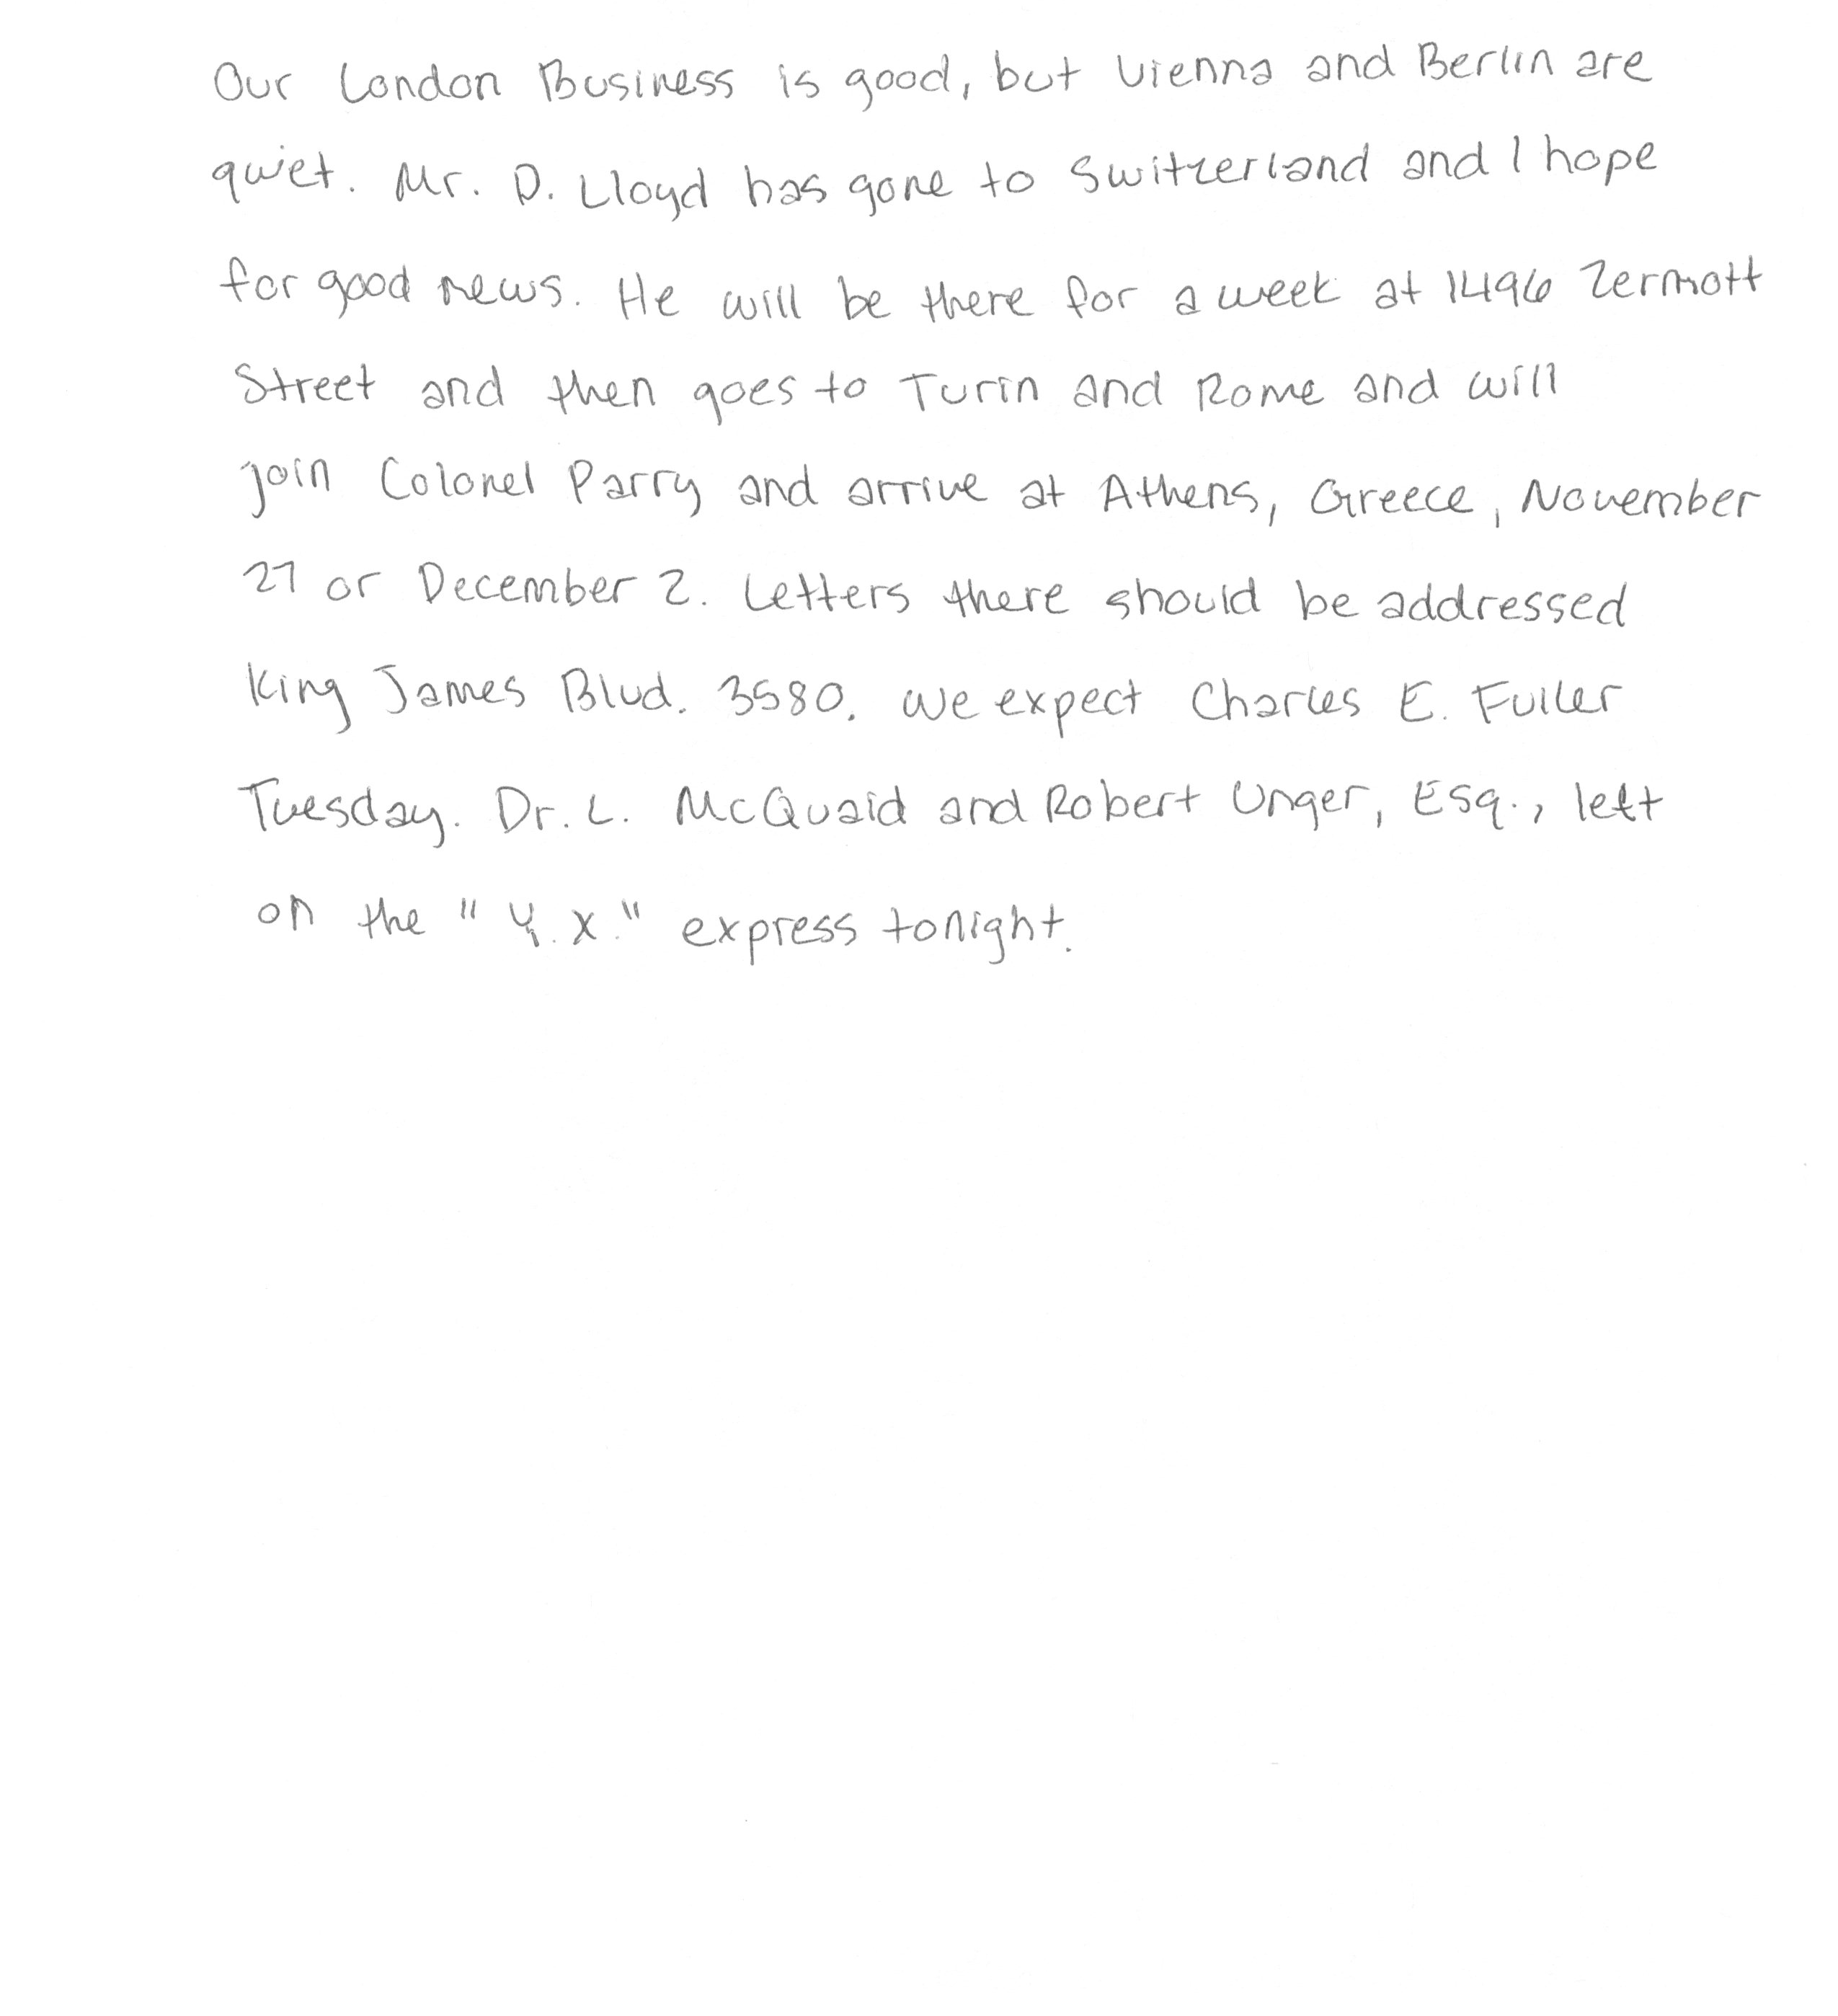 Our London Business is good, but Vienna and Berlin are
quiet. Mr. D. Lloyd has gone to Switzerland and I hope
for good news. He will be there for a week at 1496 Zermott
Street and then goes to Turin and Rome and will
join Colonel Parry and arrive at Athens, Greece, November
27 or December 2. Letters there should be addressed
King James Blvd. 3580. We expect Charles E. Fuller
Tuesday. Dr. L. McQuaid and Robert Unger, Esq., left
on the "Y.X." express tonight.